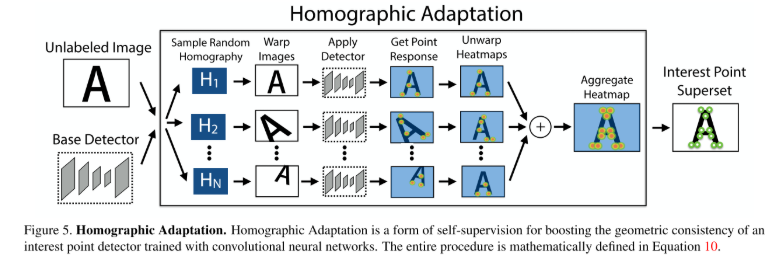 Homographic Adaptation
Unlabeled Image
A
Base Detector
Sample Random
Homography
Warp
Images
Apply
Detector
Get Point
Response
Unwarp
Heatmaps
H1
A
A
A
H2
A
A
A
HN
A
A
A
+
Aggregate
Heatmap
A
Interest Point
Superset
A
Figure 5. Homographic Adaptation. Homographic Adaptation is a form of self-supervision for boosting the geometric consistency of an
interest point detector trained with convolutional neural networks. The entire procedure is mathematically defined in Equation 10.